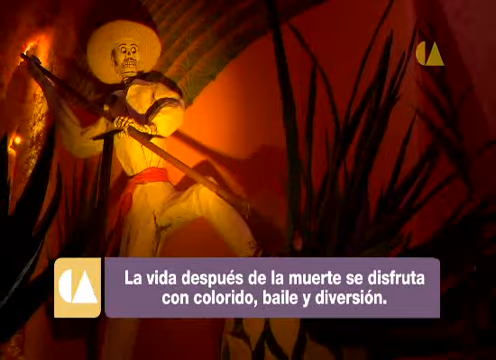 La vida después de la muerte se disfruta
con colorido, baile y diversión.